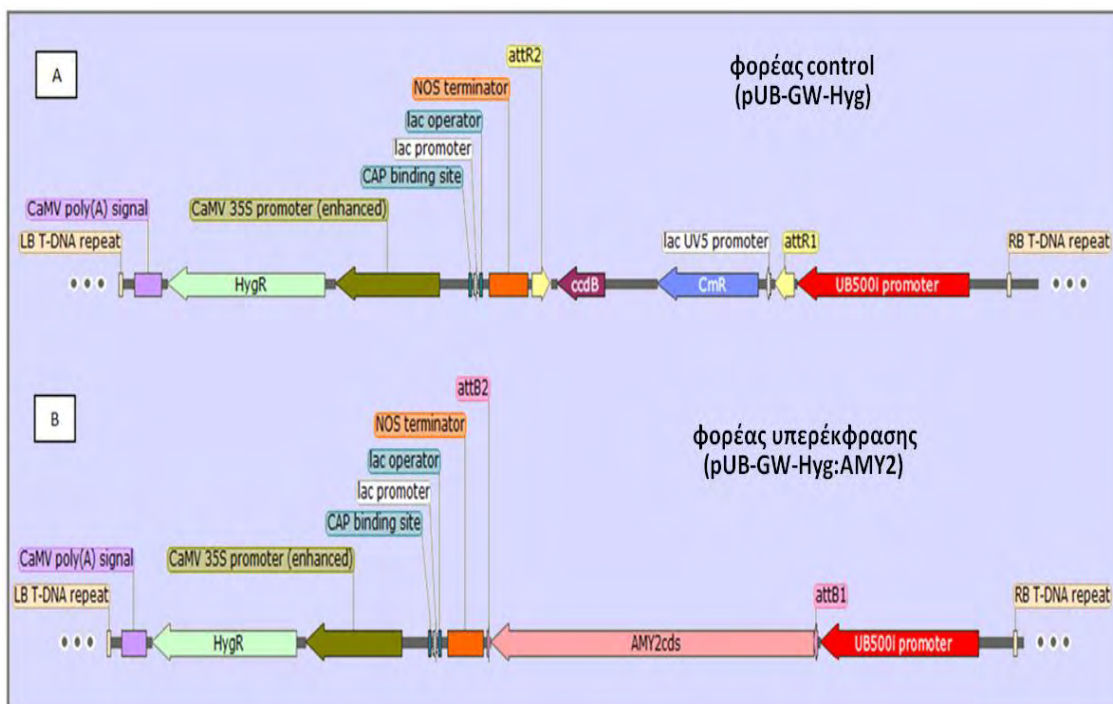 A
φορέας control
(pUB-GW-Hyg)
attR2
NOS terminator
lac operator
lac promoter
CAP binding site
CaMV poly(A) signal
CaMV 35S promoter (enhanced)
lac UV5 promoter
attR1
LB T-DNA repeat
RB T-DNA repeat
HygR
ccdB
CmR
UB500I promoter
B
φορέας υπερέκφρασης
(pUB-GW-Hyg:AMY2)
attB2
NOS terminator
lac operator
lac promoter
CAP binding site
CaMV poly(A) signal
CaMV 35S promoter (enhanced)
attB1
LB T-DNA repeat
RB T-DNA repeat
HygR
AMY2cds
UB500I promoter